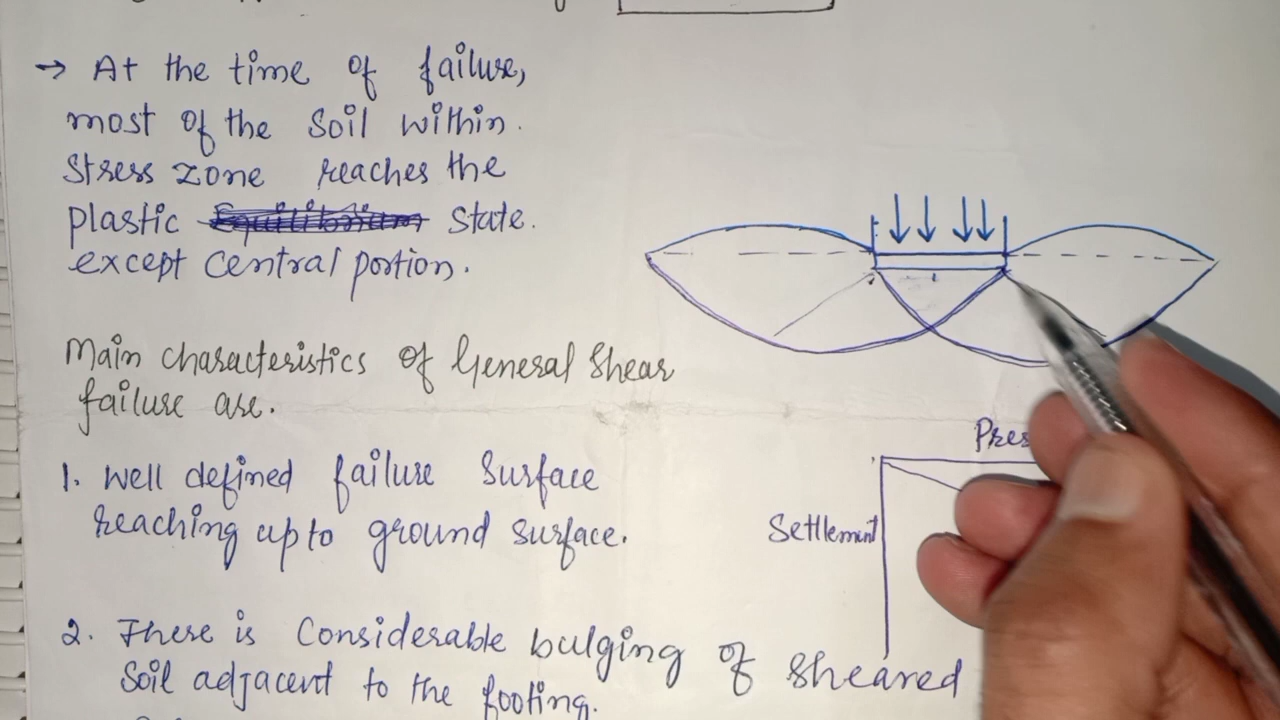 → At the time of failure,
most of the soil within.
stress zone reaches the
plastic Equilibrium state.
except central portion.
Main characteristics of General Shear
failure are.
1. Well defined failure surface
reaching upto ground surface.
2. There is considerable bulging of sheared
soil adjacent to the footing.
Pres
Settlement